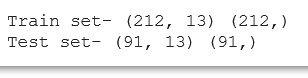 Train set- (212, 13) (212,)
Test set- (91, 13) (91,)